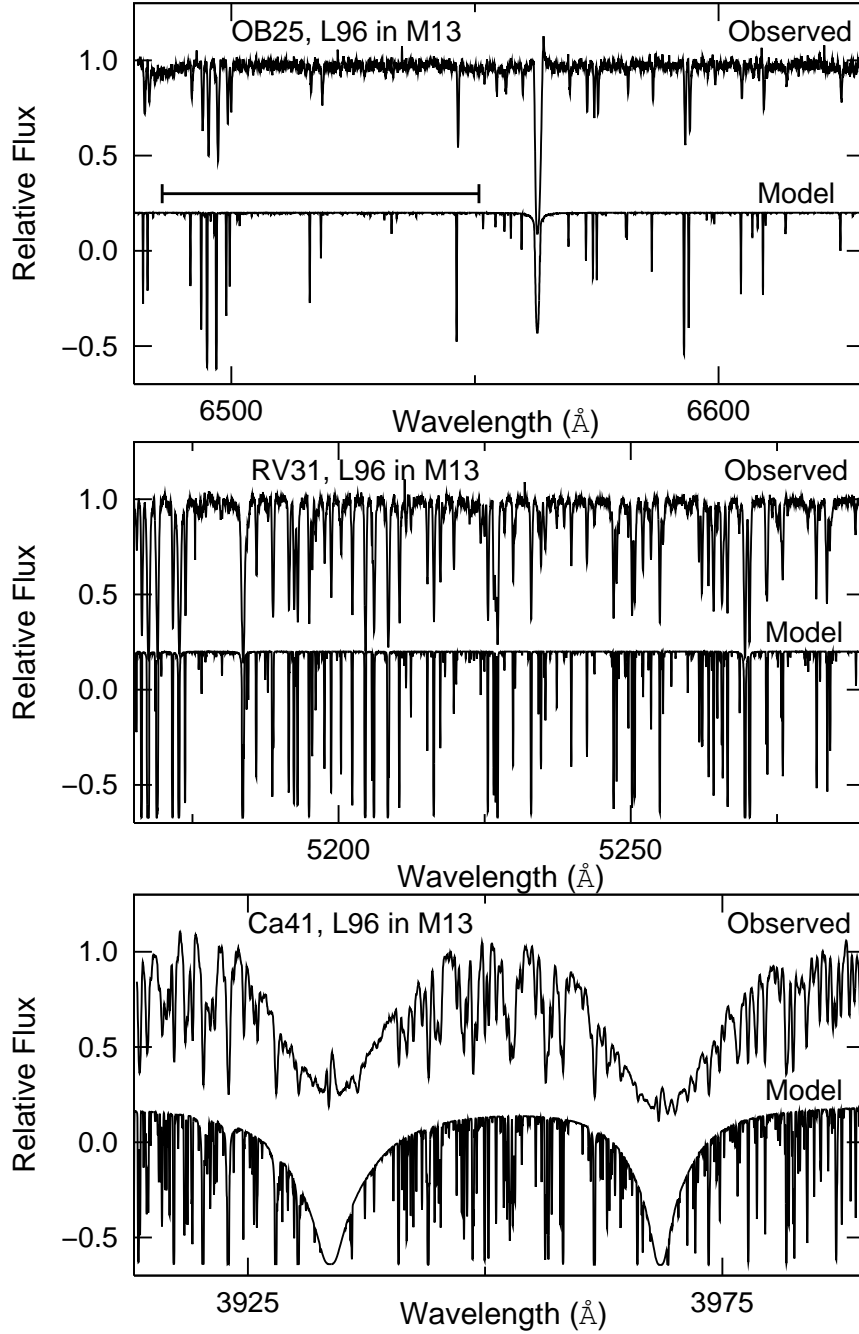 OB25, L96 in M13 Observed
1.0
0.5
Model
0.0
−0.5
Relative Flux
6500 6600
Wavelength (Å)
RV31, L96 in M13 Observed
1.0
0.5
Model
0.0
−0.5
Relative Flux
5200 5250
Wavelength (Å)
Ca41, L96 in M13 Observed
1.0
0.5
Model
0.0
−0.5
Relative Flux
3925 3975
Wavelength (Å)